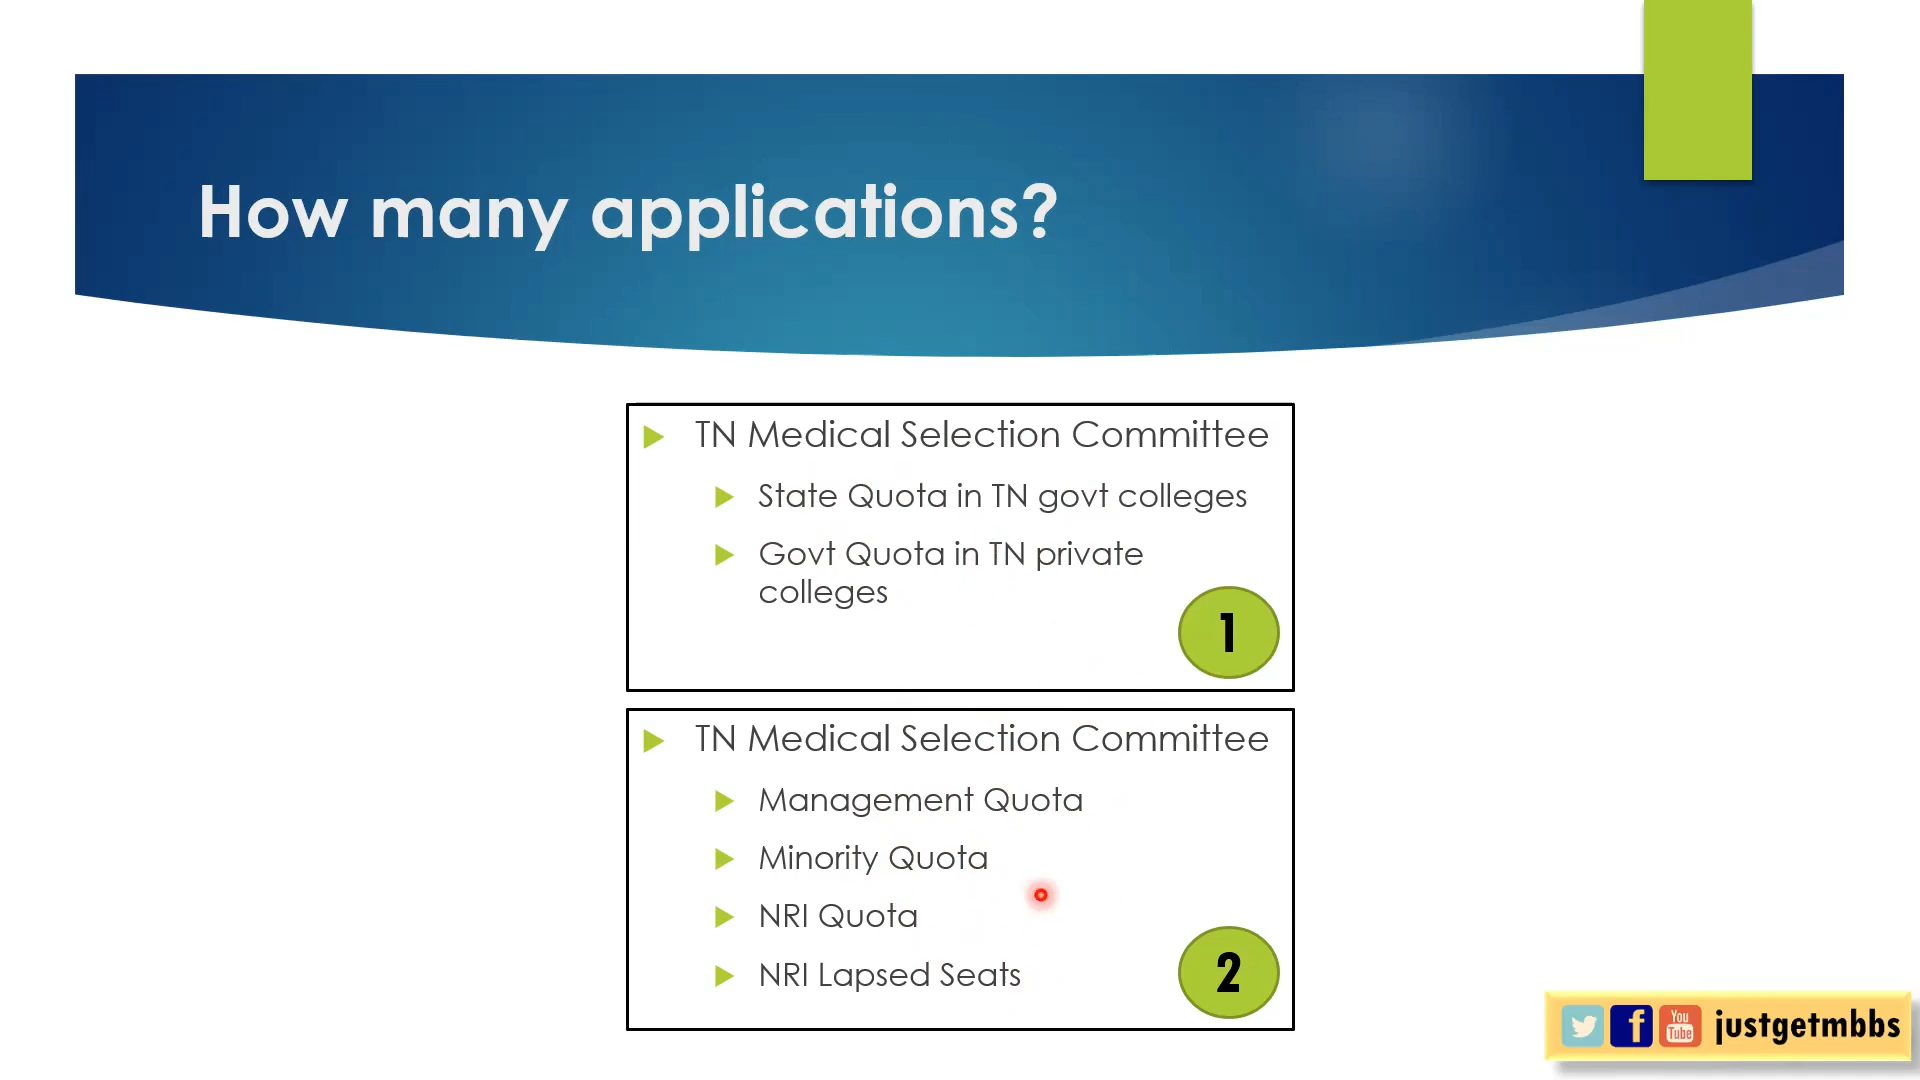 How many applications?
TN Medical Selection Committee
State Quota in TN govt colleges
Govt Quota in TN private
colleges
1
TN Medical Selection Committee
Management Quota
Minority Quota
NRI Quota
NRI Lapsed Seats
2
You
Tube
justgetmbbs